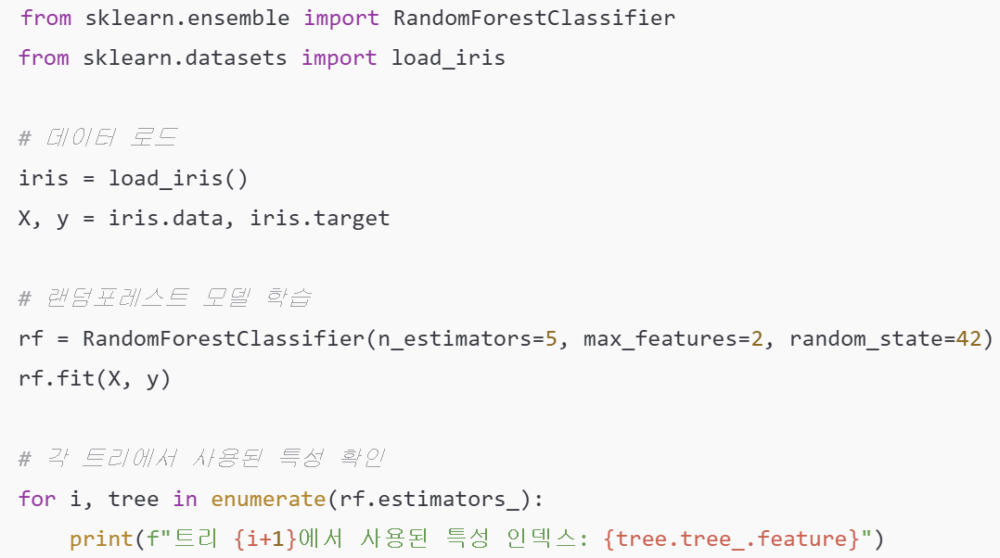 from sklearn.ensemble import RandomForestClassifier
from sklearn.datasets import load_iris
# 데이터 로드
iris = load_iris()
X, y = iris.data, iris.target
# 랜덤포레스트 모델 학습
rf = RandomForestClassifier(n_estimators=5, max_features=2, random_state=42)
rf.fit(X, y)
# 각 트리에서 사용된 특성 확인
for i, tree in enumerate(rf.estimators_):
    print(f"트리 {i+1}에서 사용된 특성 인덱스: {tree.tree_.feature}")